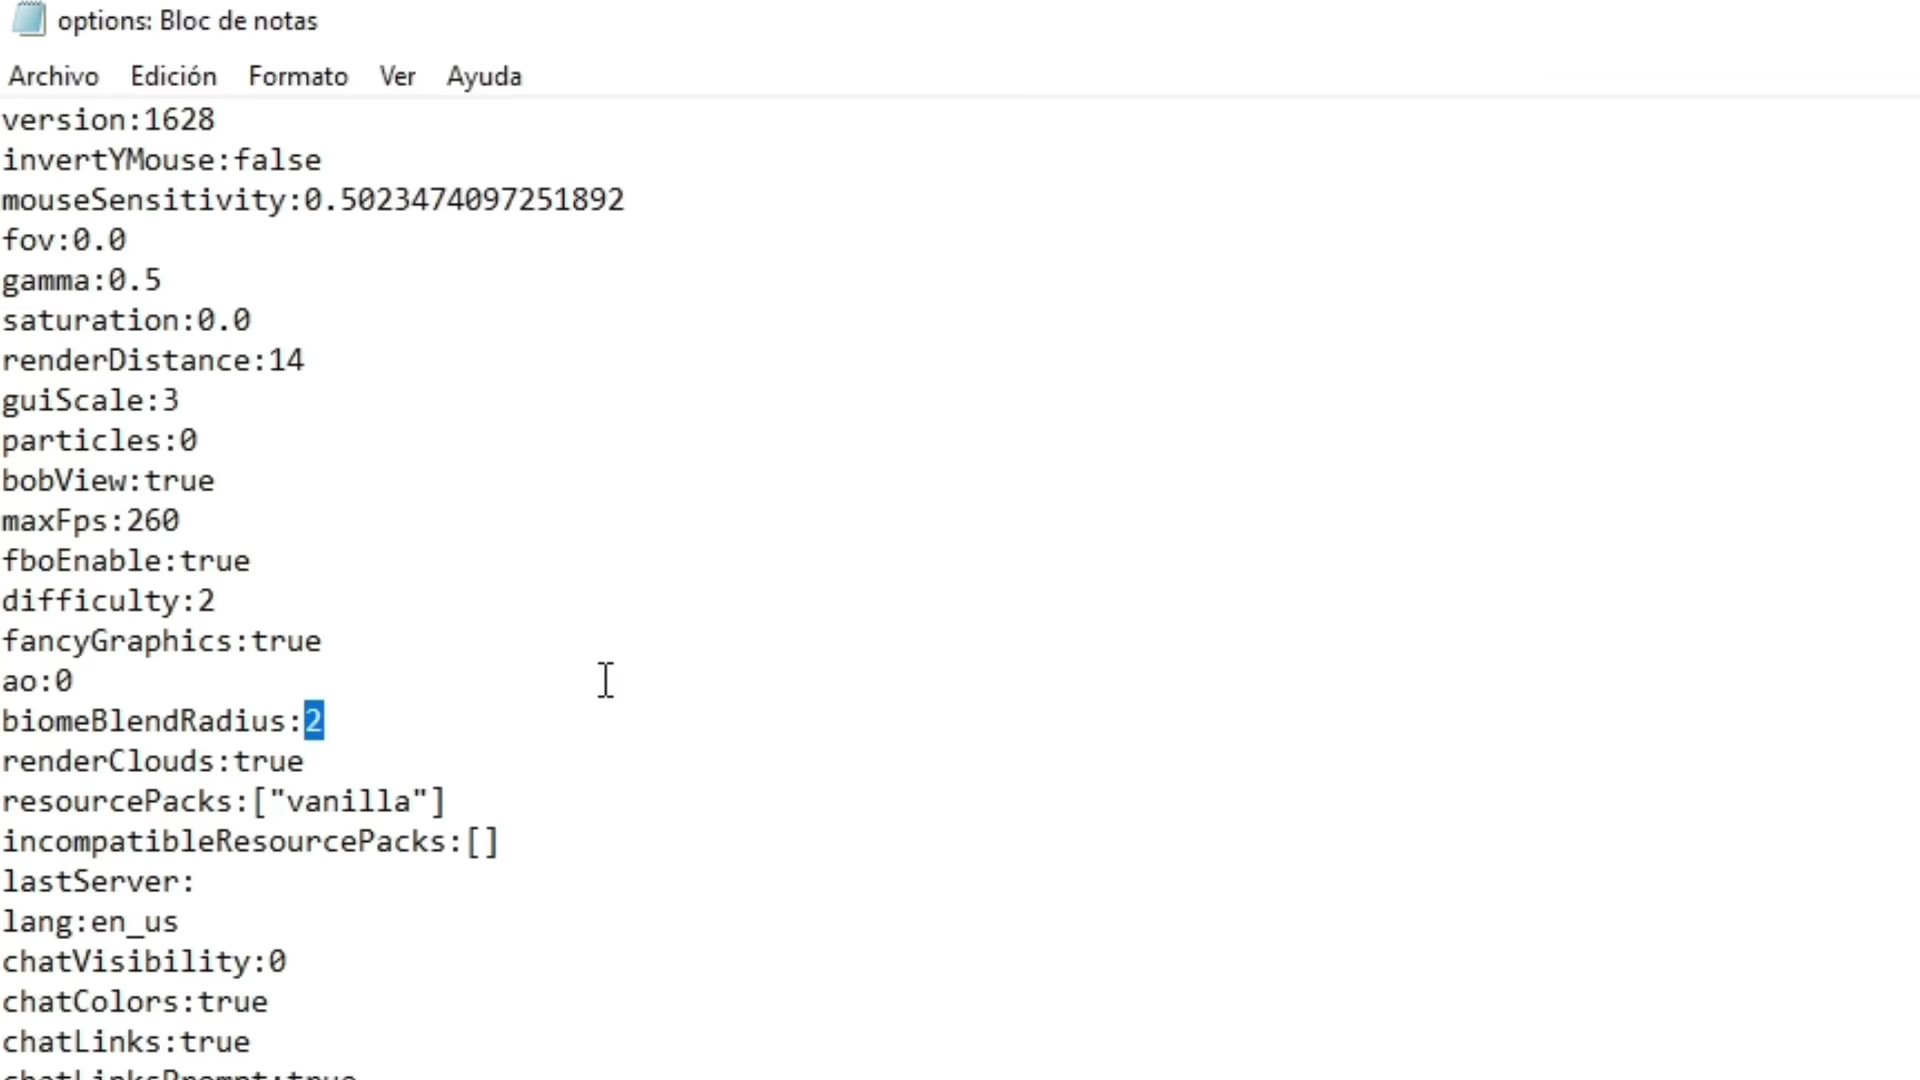 options: Bloc de notas
Archivo Edición Formato Ver Ayuda
version:1628
invertYMouse:false
mouseSensitivity:0.5023474097251892
fov:0.0
gamma:0.5
saturation:0.0
renderDistance:14
guiScale:3
particles:0
bobView:true
maxFps:260
fboEnable:true
difficulty:2
fancyGraphics:true
ao:0
biomeBlendRadius:2
renderClouds:true
resourcePacks:["vanilla"]
incompatibleResourcePacks:[]
lastServer:
lang:en_us
chatVisibility:0
chatColors:true
chatLinks:true
chatLinksPrompt:true